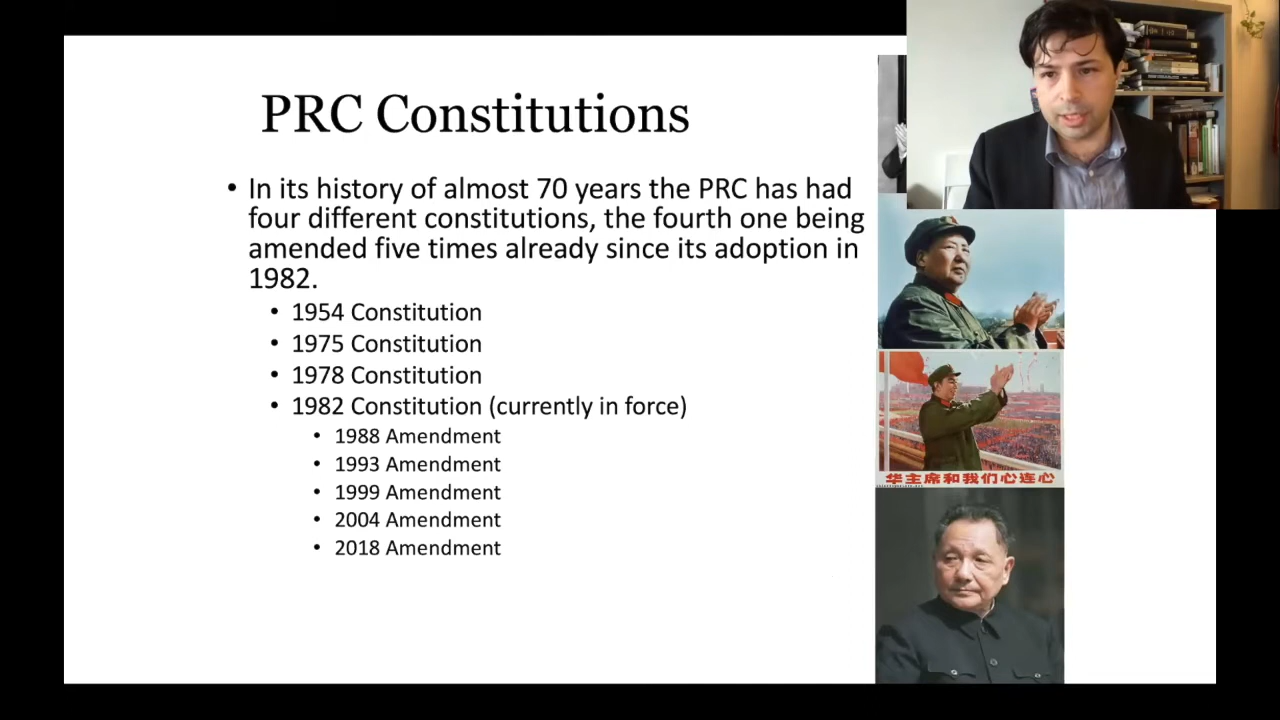 PRC Constitutions
• In its history of almost 70 years the PRC has had
four different constitutions, the fourth one being
amended five times already since its adoption in
1982.
• 1954 Constitution
• 1975 Constitution
• 1978 Constitution
• 1982 Constitution (currently in force)
• 1988 Amendment
• 1993 Amendment
• 1999 Amendment
• 2004 Amendment
• 2018 Amendment
华主席和我们心连心